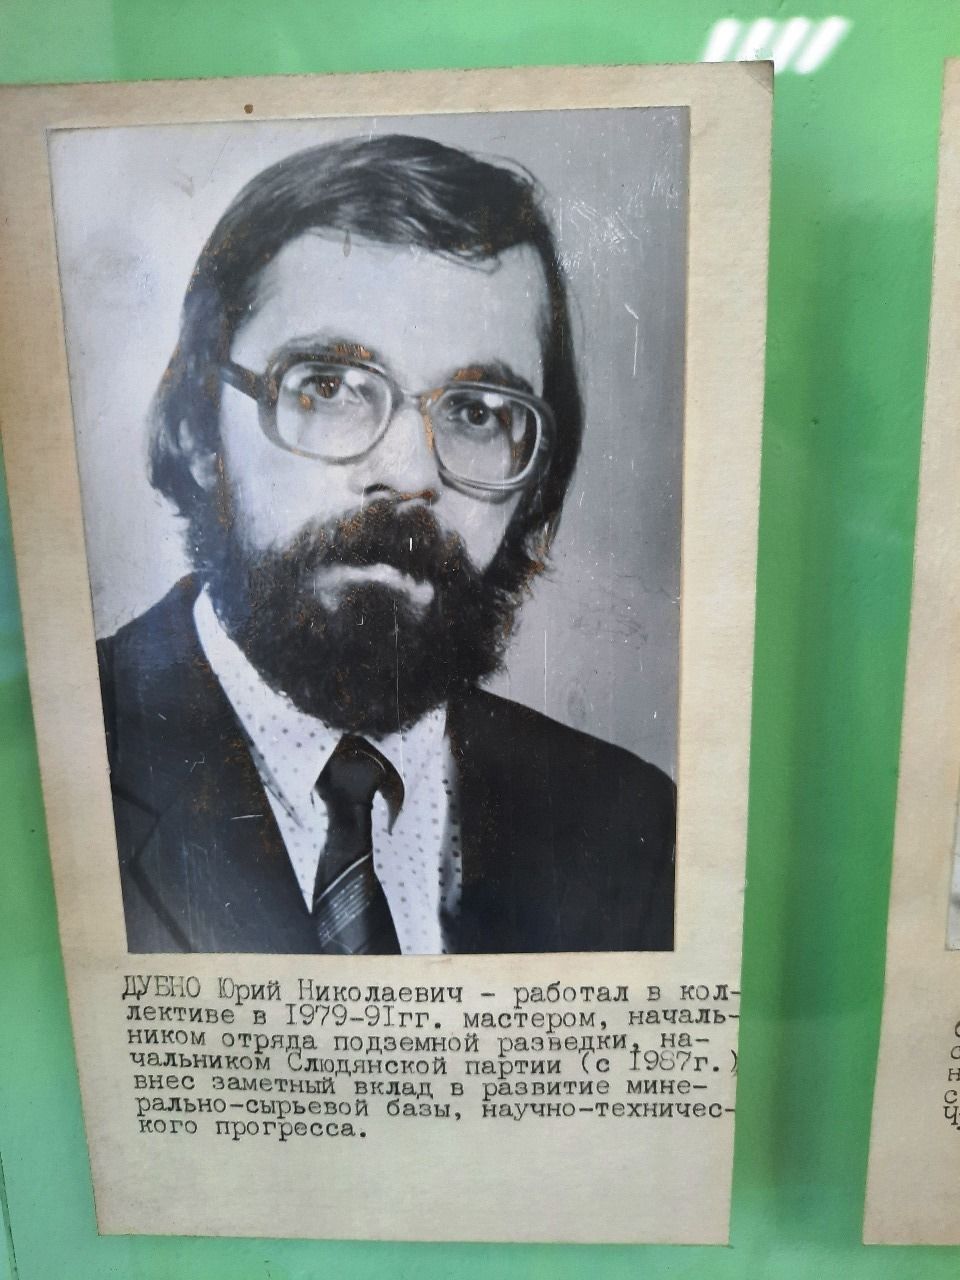 ДУБНО Юрий Николаевич - работал в кол-
лективе в 1979-91гг. мастером, началь-
ником отряда подземной разведки, на-
чальником Слюдянской партии (с 1987г.)
внес заметный вклад в развитие мине-
рально-сырьевой базы, научно-техничес-
кого прогресса.